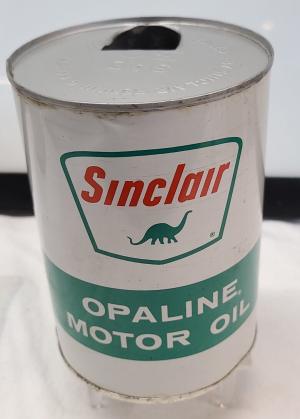 Sinclair
®
OPALINE®
MOTOR OIL